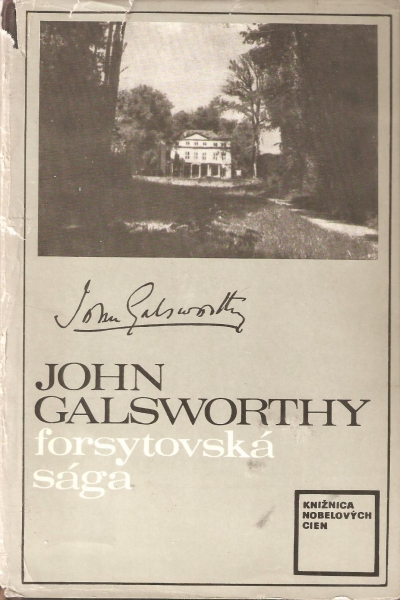 John Galsworthy
JOHN
GALSWORTHY
forsytovská
sága
KNIŽNICA
NOBELOVÝCH
CIEN